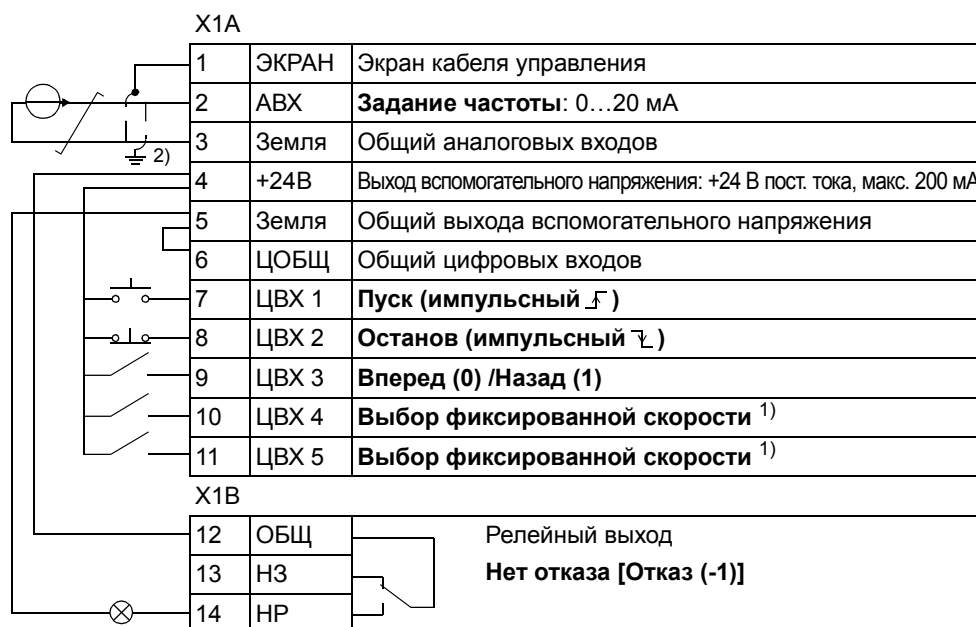 X1A
1 ЭКРАН Экран кабеля управления
2 АВХ Задание частоты: 0…20 мА
3 Земля Общий аналоговых входов
2)
4 +24В Выход вспомогательного напряжения: +24 В пост. тока, макс. 200 мА
5 Земля Общий выхода вспомогательного напряжения
6 ЦОБЩ Общий цифровых входов
7 ЦВХ 1 Пуск (импульсный )
8 ЦВХ 2 Останов (импульсный )
9 ЦВХ 3 Вперед (0) /Назад (1)
10 ЦВХ 4 Выбор фиксированной скорости 1)
11 ЦВХ 5 Выбор фиксированной скорости 1)
X1B
12 ОБЩ Релейный выход
13 НЗ Нет отказа [Отказ (-1)]
14 НР